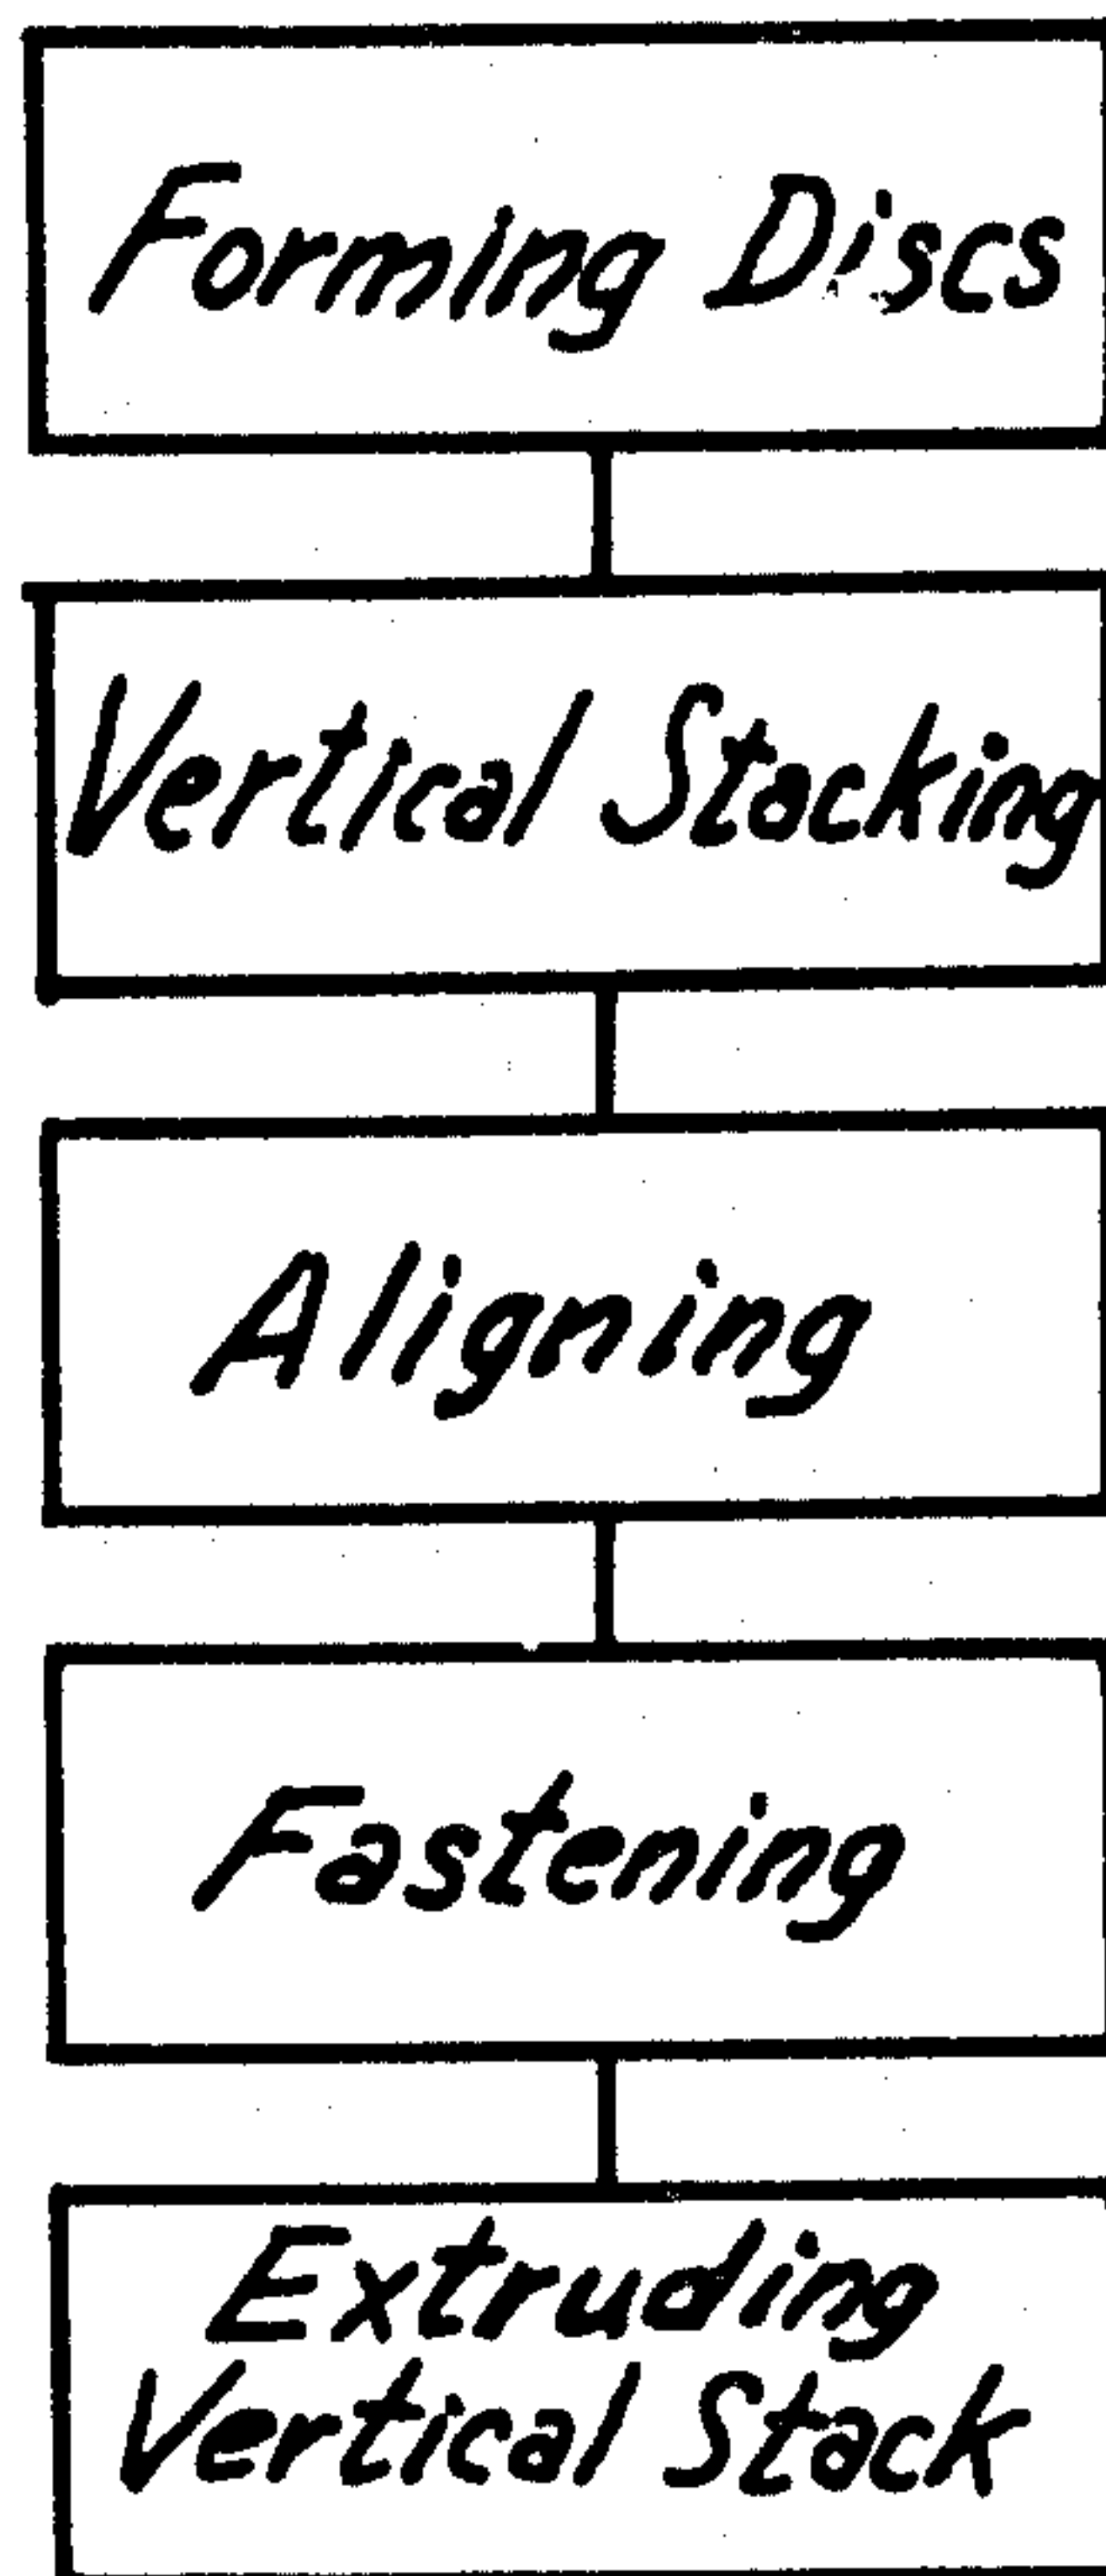 Forming Discs
Vertical Stacking
Aligning
Fastening
Extruding
Vertical Stack